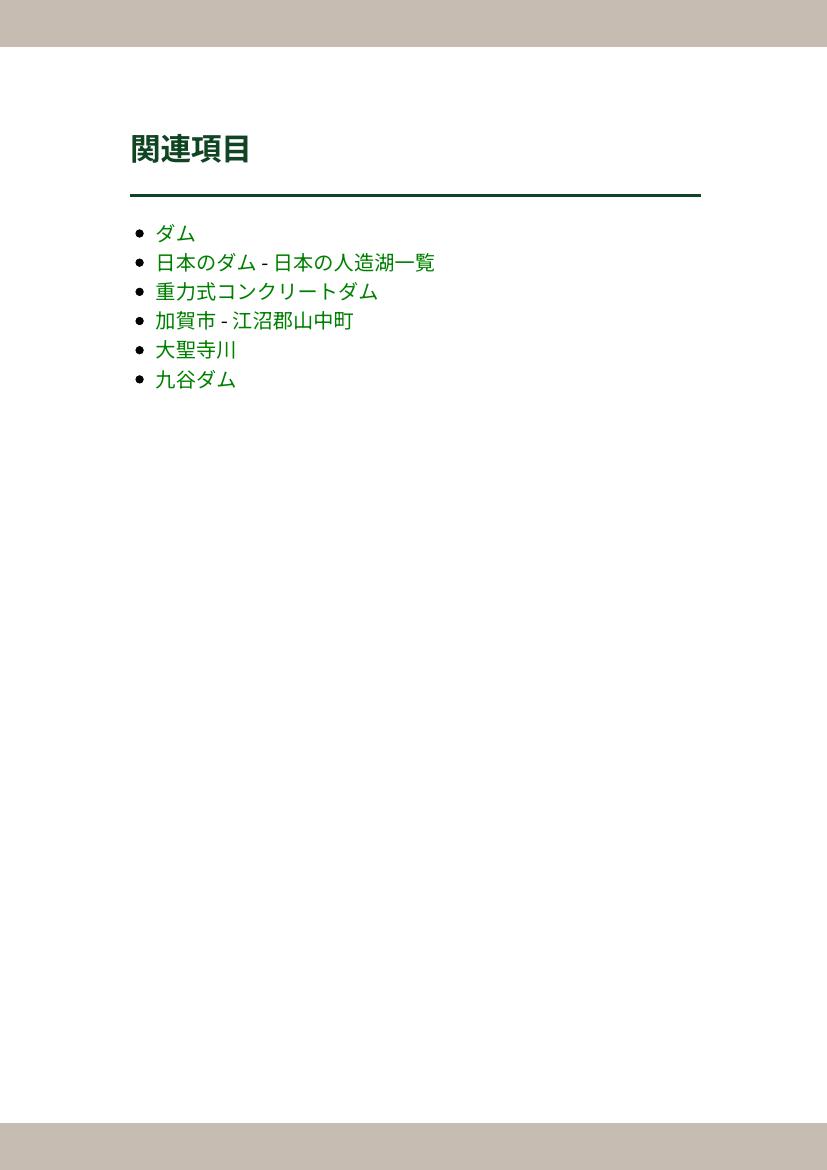 関連項目
ダム
日本のダム - 日本の人造湖一覧
重力式コンクリートダム
加賀市 - 江沼郡山中町
大聖寺川
九谷ダム